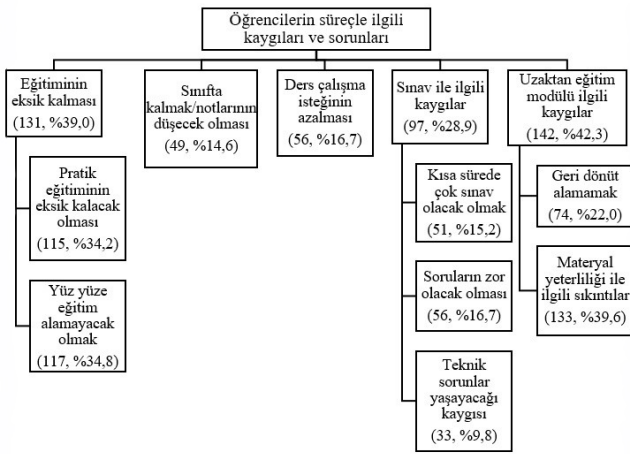 Öğrencilerin süreçle ilgili
kaygıları ve sorunları
Eğitiminin
eksik kalması
(131, %39,0)
Sınıfta
kalmak/notlarının
düşecek olması
(49, %14,6)
Ders çalışma
isteğinin
azalması
(56, %16,7)
Sınav ile ilgili
kaygılar
(97, %28,9)
Uzaktan eğitim
modülü ilgili
kaygılar
(142, %42,3)
Pratik
eğitiminin
eksik kalacak
olması
(115, %34,2)
Yüz yüze
eğitim
alamayacak
olmak
(117, %34,8)
Kısa sürede
çok sınav
olacak olmak
(51, %15,2)
Soruların zor
olacak olması
(56, %16,7)
Teknik
sorunlar
yaşayacağı
kaygısı
(33, %9,8)
Geri dönüt
alamamak
(74, %22,0)
Materyal
yeterliliği ile
ilgili sıkıntılar
(133, %39,6)